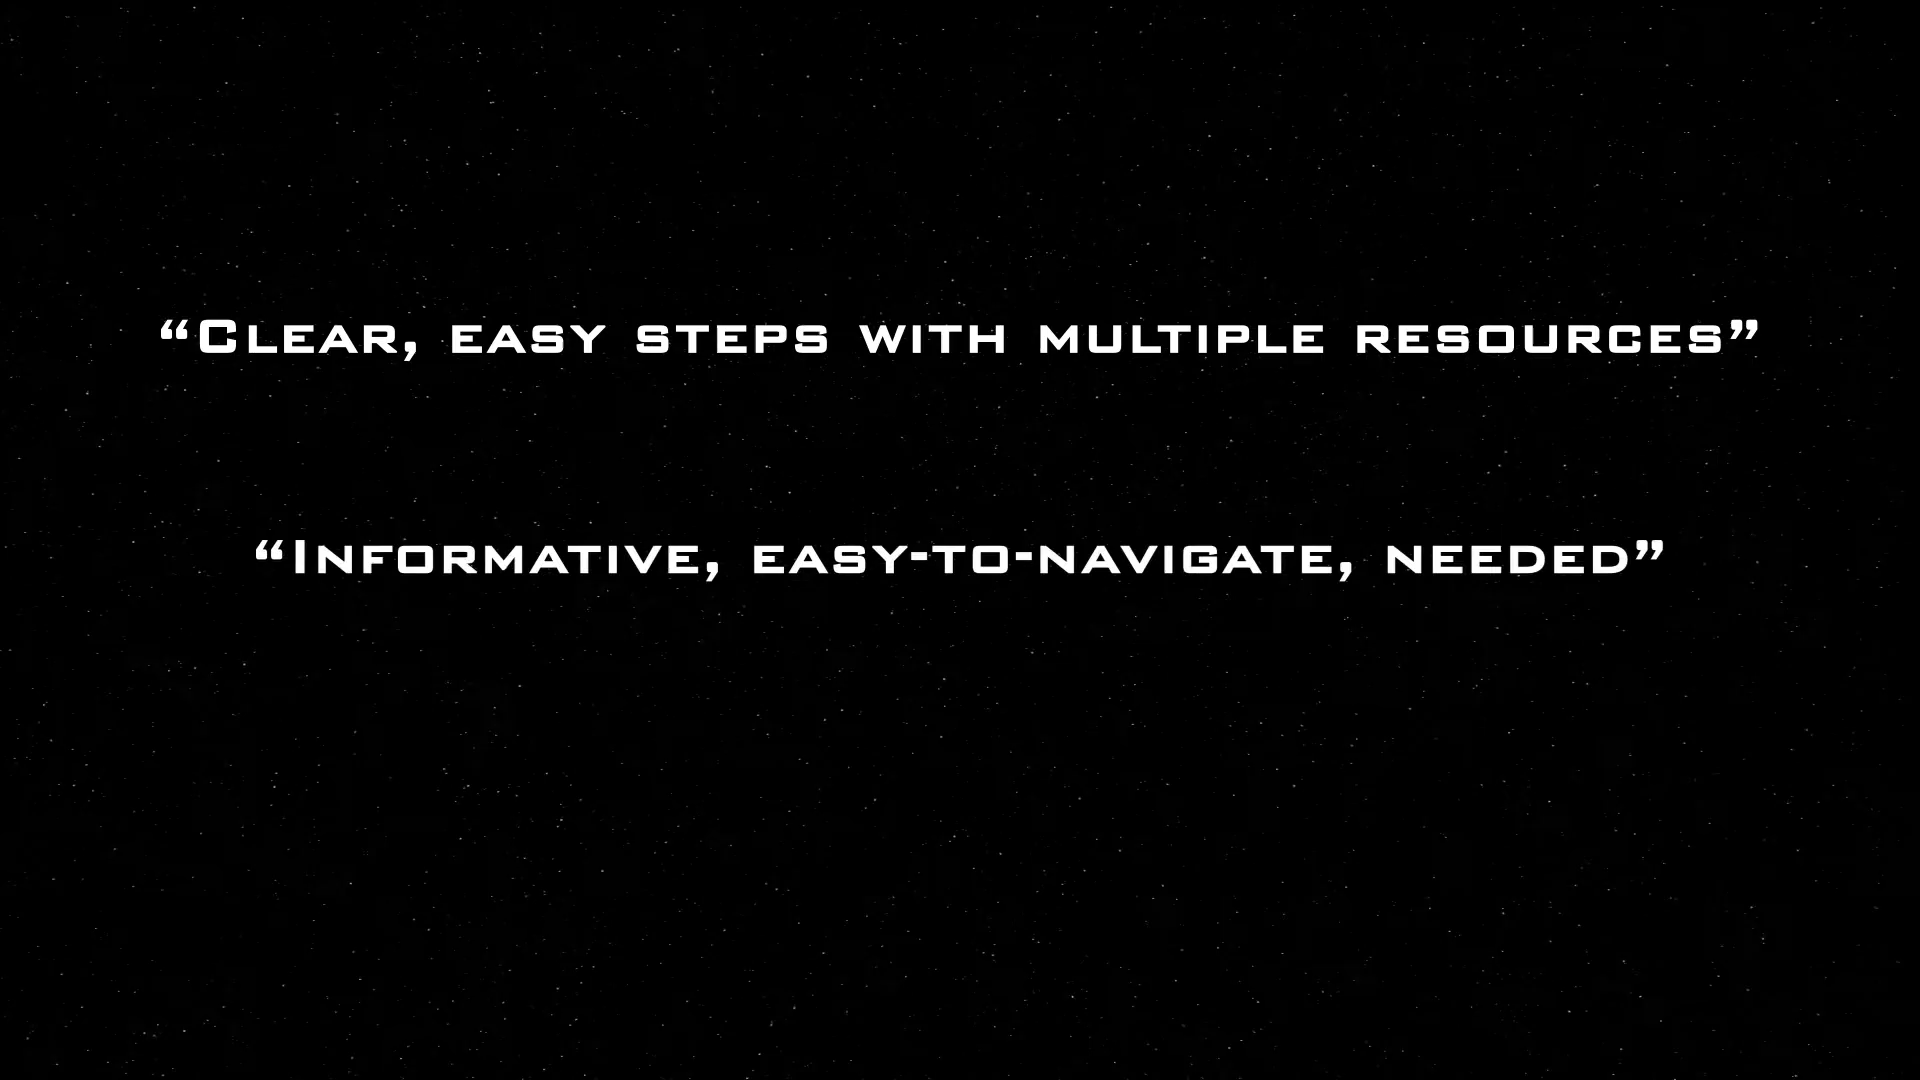 “Clear, easy steps with multiple resources”
“Informative, easy-to-navigate, needed”